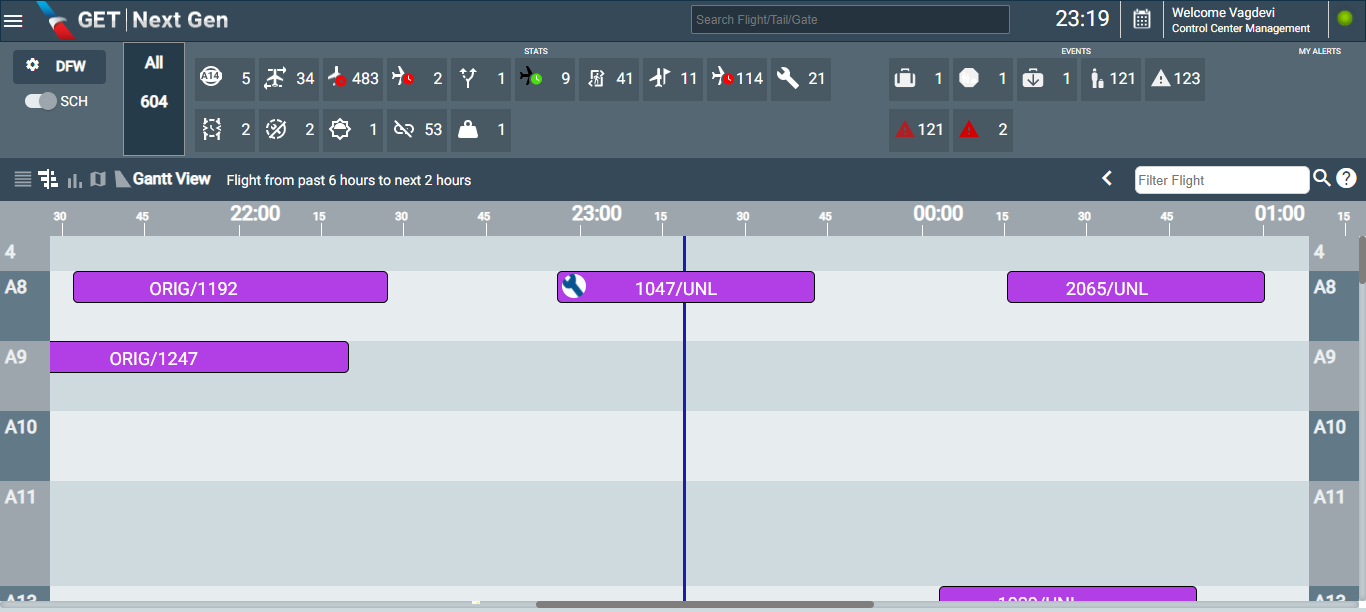 GET | Next Gen
Search Flight/Tail/Gate
23:19
Welcome Vagdevi
Control Center Management
DFW
SCH
All
604
STATS
A14 5 34 483 2 1 9 41 11 114 21
2 2 1 53 1
EVENTS
1 1 1 121 123
121 2
MY ALERTS
Gantt View Flight from past 6 hours to next 2 hours
Filter Flight
?
30 45 22:00 15 30 45 23:00 15 30 45 00:00 15 30 45 01:00 15
4 4
A8 ORIG/1192 1047/UNL 2065/UNL A8
A9 ORIG/1247 A9
A10 A10
A11 A11